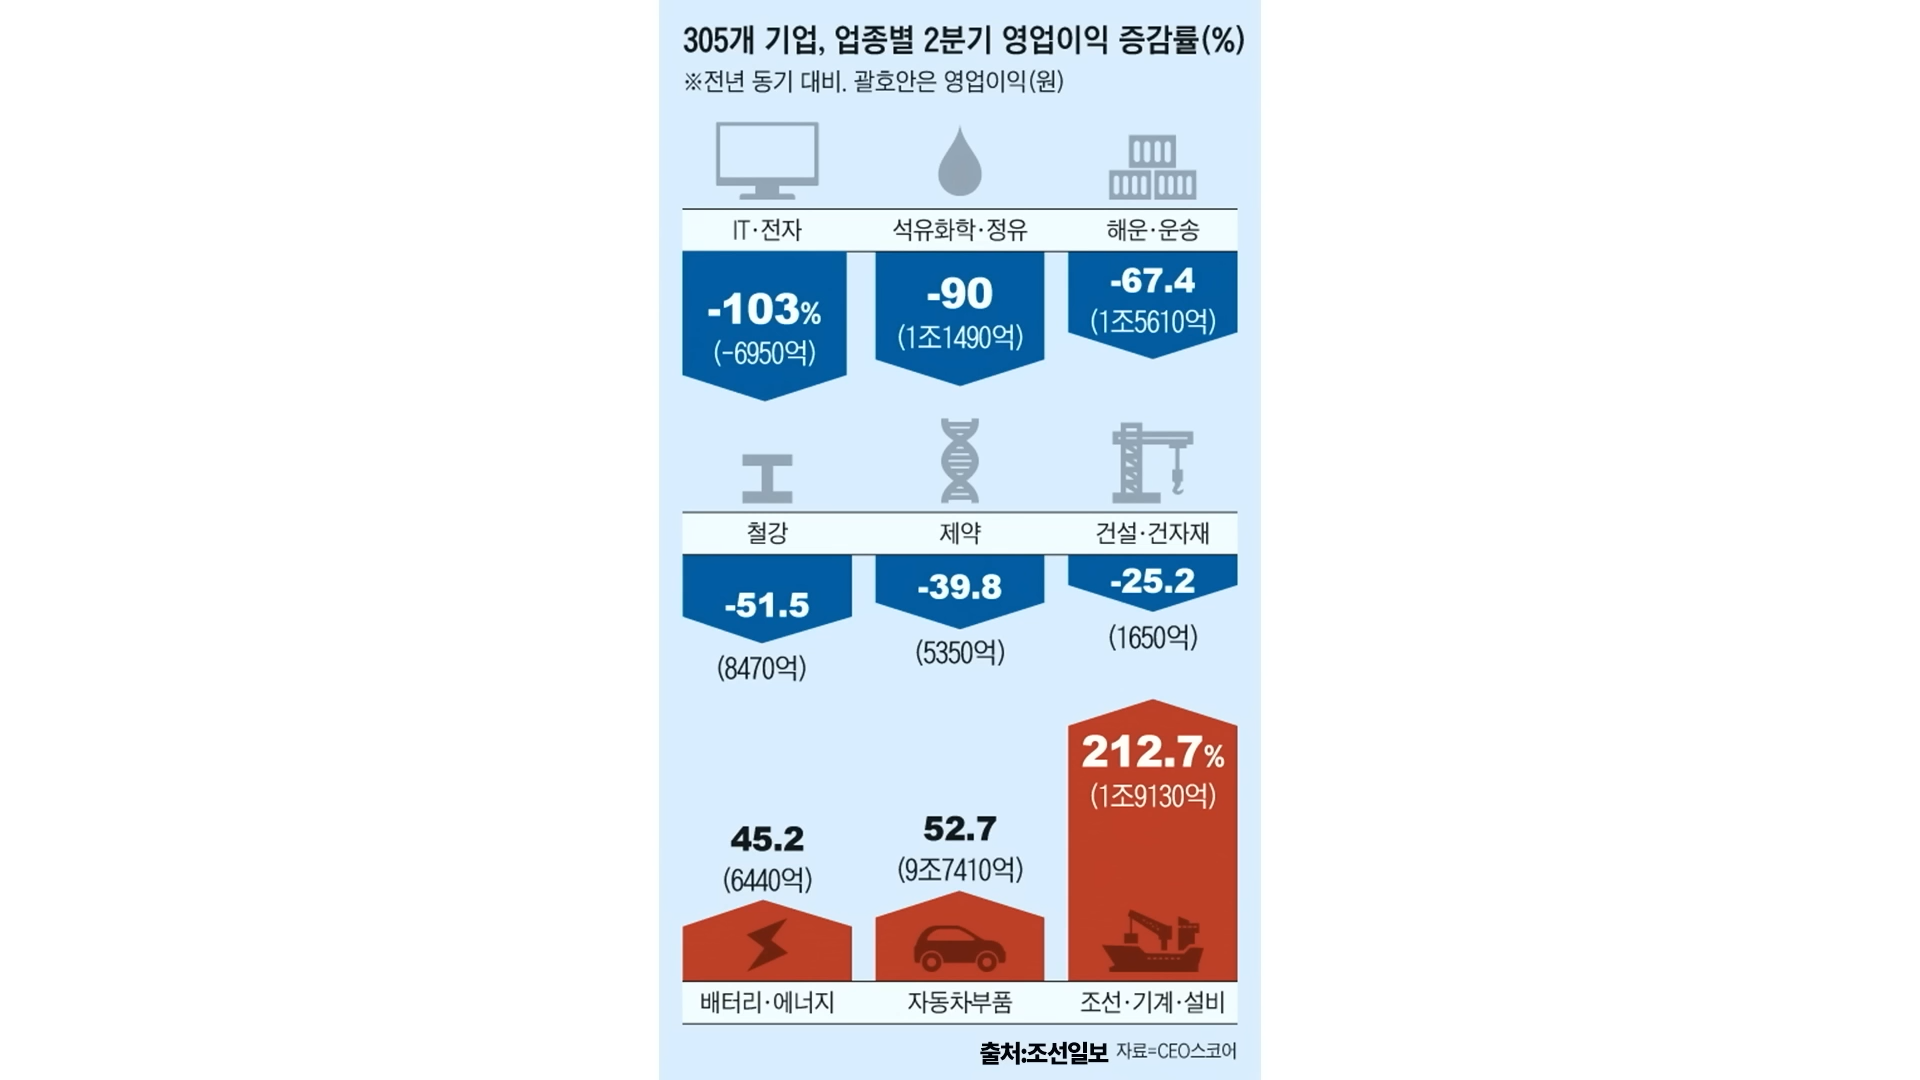 305개 기업, 업종별 2분기 영업이익 증감률(%)
※전년 동기 대비. 괄호안은 영업이익(원)
IT·전자 석유화학·정유 해운·운송
-103% -90 -67.4
(-6950억) (1조1490억) (1조5610억)
철강 제약 건설·건자재
-51.5 -39.8 -25.2
(8470억) (5350억) (1650억)
45.2 52.7 212.7%
(6440억) (9조7410억) (1조9130억)
배터리·에너지 자동차부품 조선·기계·설비
출처:조선일보 자료=CEO스코어